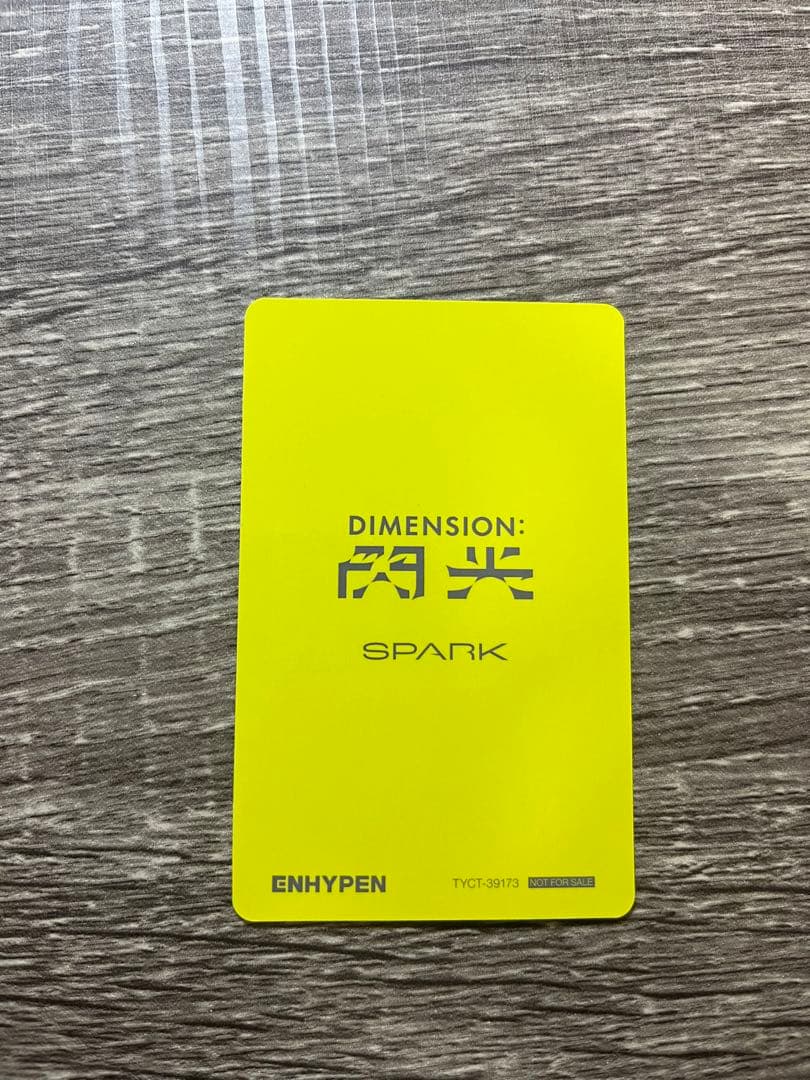 DIMENSION:
閃光
SPARK
ENHYPEN TYCT-39173 NOT FOR SALE